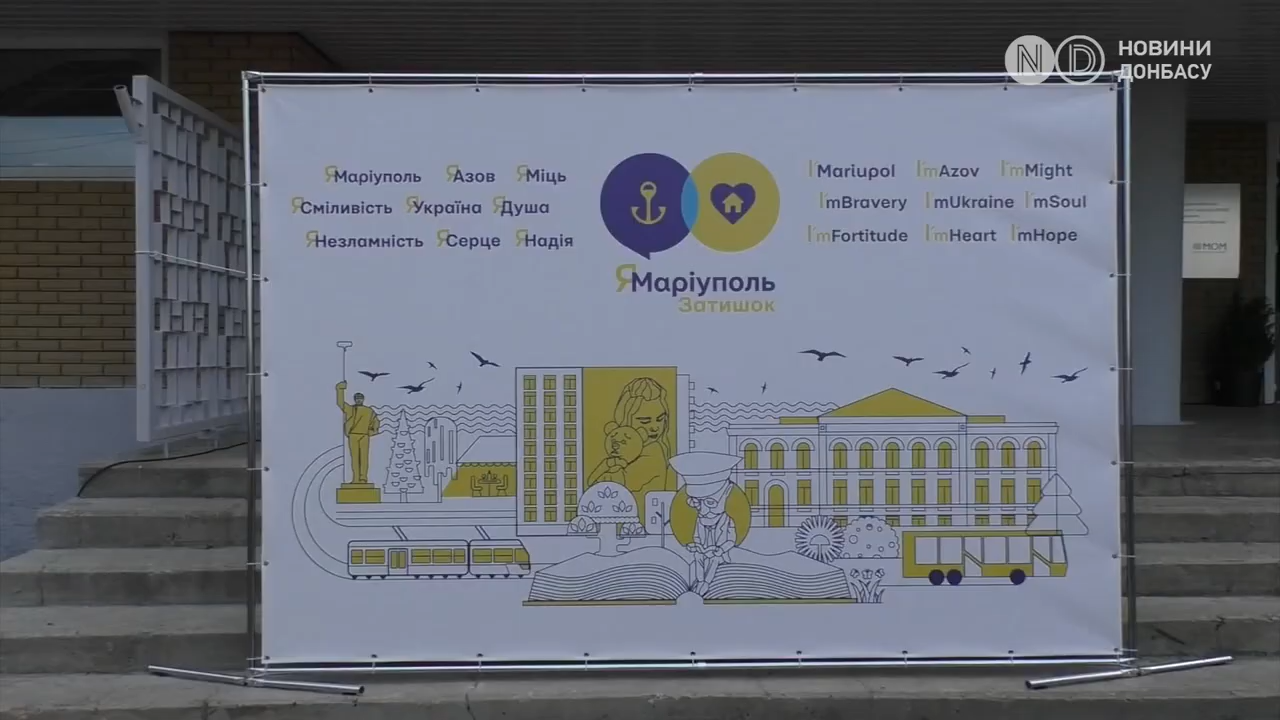 НОВИНИ
ДОНБАСУ
ЯМаріуполь ЯАзов ЯМіць
ЯСміливість ЯУкраїна ЯДуша
ЯНезламність ЯСерце ЯНадія
ЯМаріуполь
Затишок
I'mMariupol I'mAzov I'mMight
I'mBravery I'mUkraine I'mSoul
I'mFortitude I'mHeart I'mHope